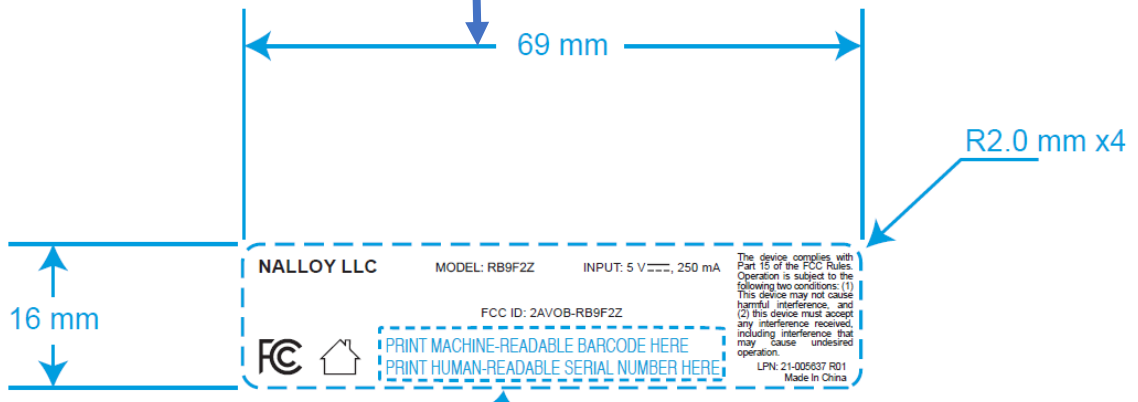 69 mm
R2.0 mm x4
16 mm
NALLOY LLC
MODEL: RB9F2Z
INPUT: 5 V⎓, 250 mA
FCC ID: 2AVOB-RB9F2Z
FC
PRINT MACHINE-READABLE BARCODE HERE
PRINT HUMAN-READABLE SERIAL NUMBER HERE
The device complies with
Part 15 of the FCC Rules.
Operation is subject to the
following two conditions: (1)
This device may not cause
harmful interference, and
(2) this device must accept
any interference received,
including interference that
may cause undesired
operation.
LPN: 21-005637 R01
Made In China